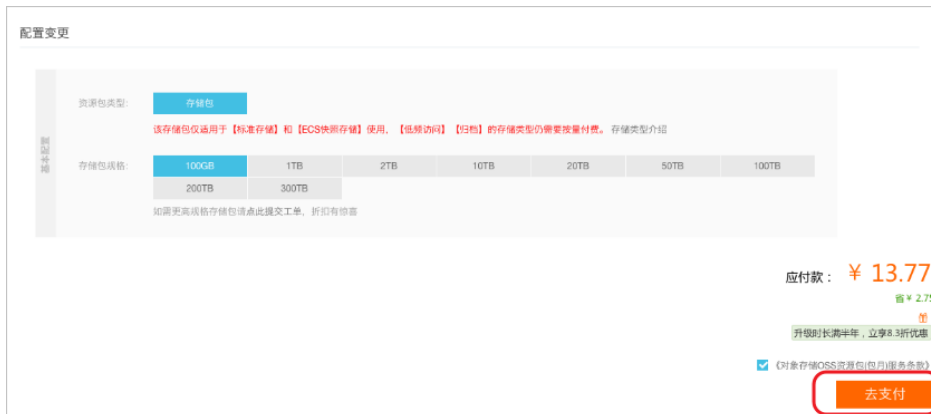 配置变更
基本配置
资源包类型:
存储包
该存储包仅适用于【标准存储】和【ECS快照存储】使用，【低频访问】【归档】的存储类型仍需要按量付费。 存储类型介绍
存储包规格:
100GB 1TB 2TB 10TB 20TB 50TB 100TB
200TB 300TB
如需更高规格存储包请点此提交工单，折扣有惊喜
应付款： ¥ 13.77
省¥ 2.75
升级时长满半年，立享8.3折优惠
《对象存储OSS资源包(包月)服务条款》
去支付